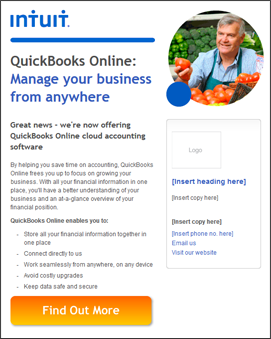 intuit.
QuickBooks Online:
Manage your business
from anywhere
Great news - we're now offering
QuickBooks Online cloud accounting
software
By helping you save time on accounting, QuickBooks
Online frees you up to focus on growing your
business. With all your financial information in one
place, you'll have a better understanding of your
business and an at-a-glance overview of your
financial position.
QuickBooks Online enables you to:
- Store all your financial information together in
one place
- Connect directly to us
- Work seamlessly from anywhere, on any device
- Avoid costly upgrades
- Keep data safe and secure
Find Out More
Logo
[Insert heading here]
[Insert copy here]
[Insert copy here]
[Insert phone no. here]
Email us
Visit our website